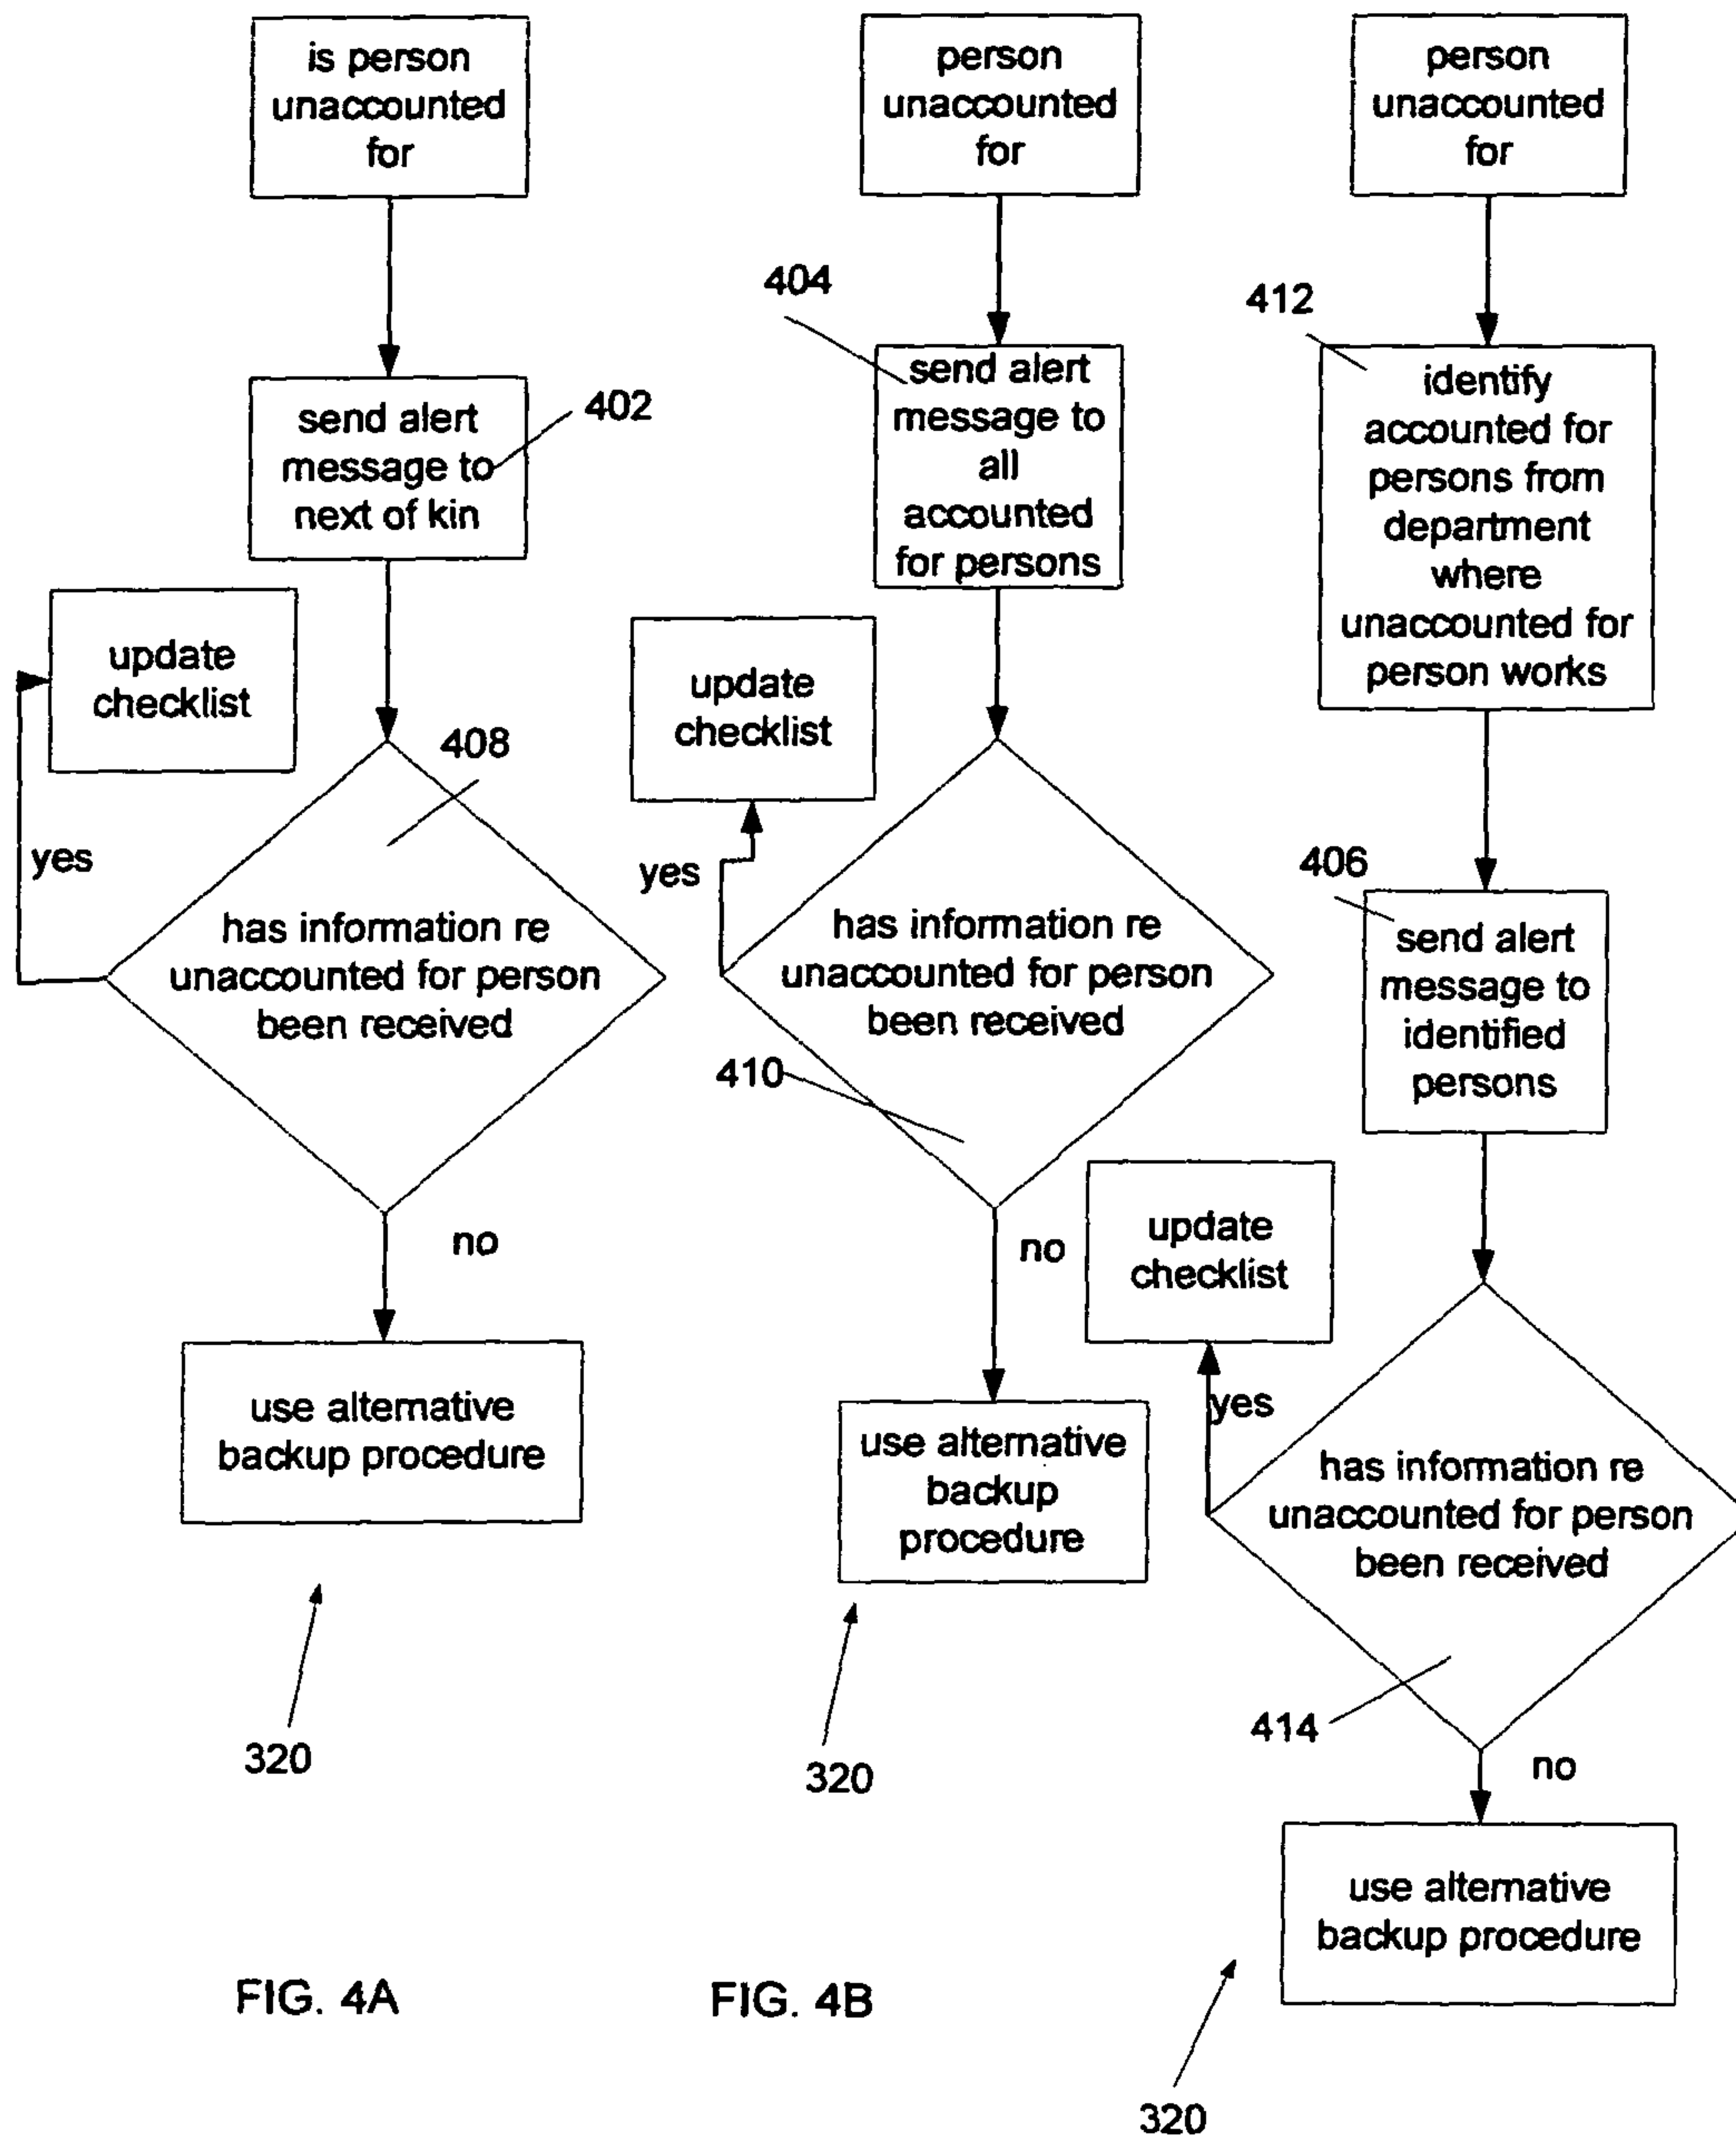 is person
unaccounted
for
send alert
message to
next of kin
402
update
checklist
408
yes
has information re
unaccounted for person
been received
no
use alternative
backup procedure
320
FIG. 4A
person
unaccounted
for
404
send alert
message to
all
accounted
for persons
update
checklist
yes
has information re
unaccounted for person
been received
410
no
use alternative
backup
procedure
320
FIG. 4B
person
unaccounted
for
412
identify
accounted for
persons from
department
where
unaccounted for
person works
406
send alert
message to
identified
persons
update
checklist
yes
has information re
unaccounted for person
been received
414
no
use alternative
backup procedure
320